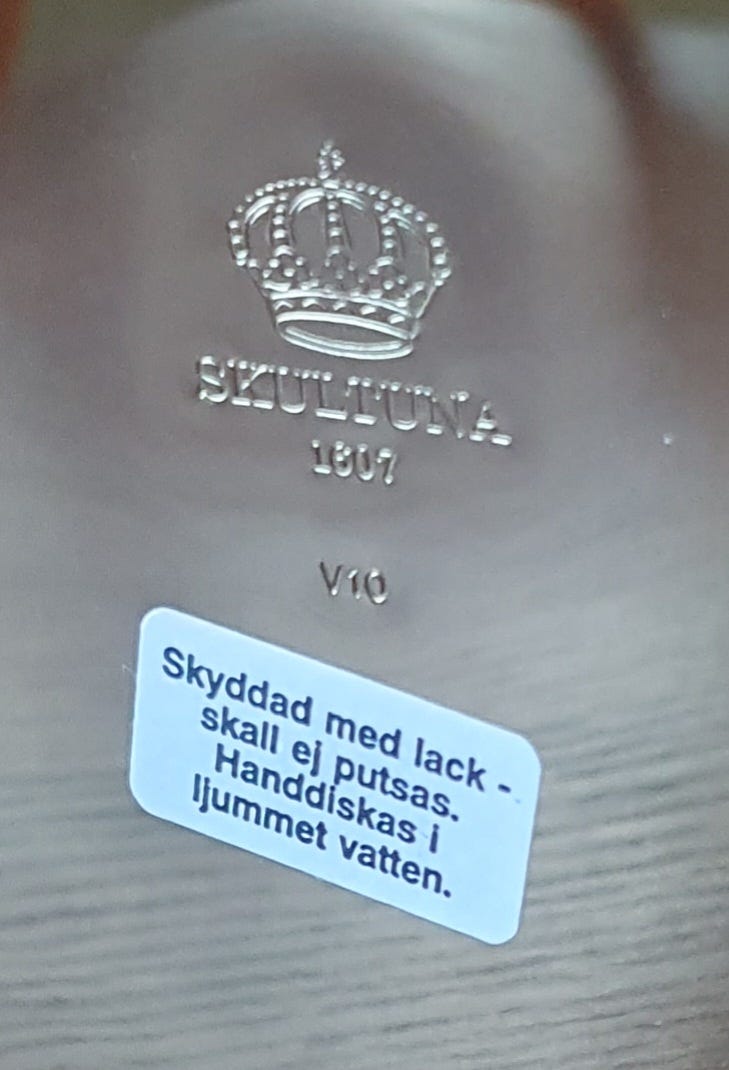 SKULTUNA
1607
V10
Skyddad med lack -
skall ej putsas.
Handdiskas i
ljummet vatten.